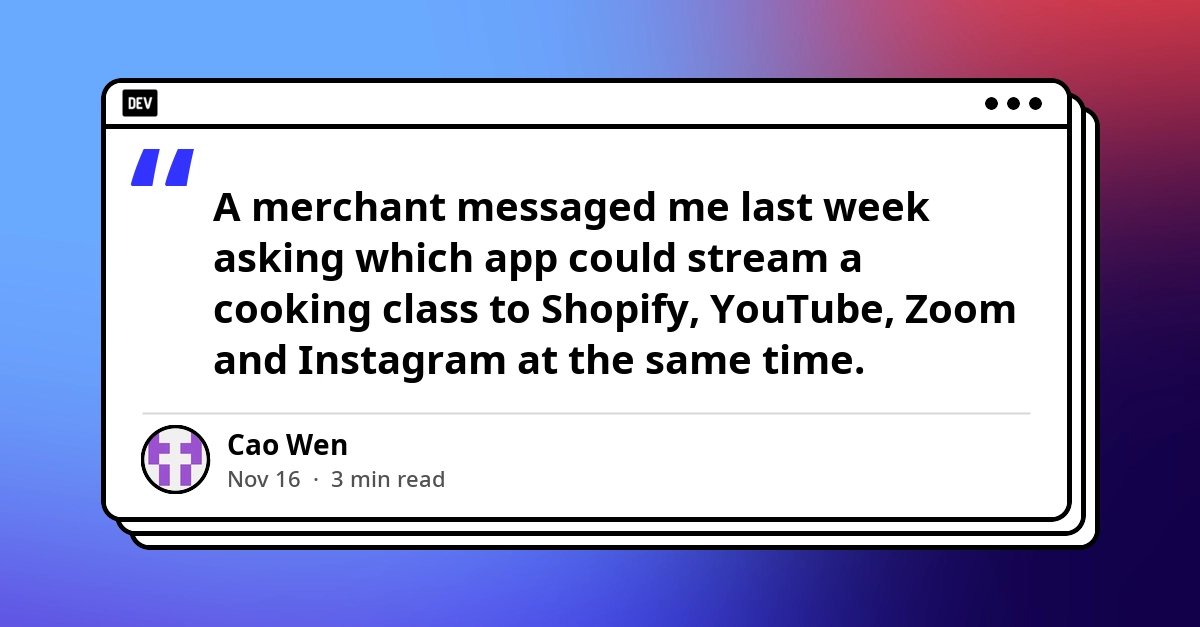 DEV
“
A merchant messaged me last week
asking which app could stream a
cooking class to Shopify, YouTube, Zoom
and Instagram at the same time.
Cao Wen
Nov 16 · 3 min read